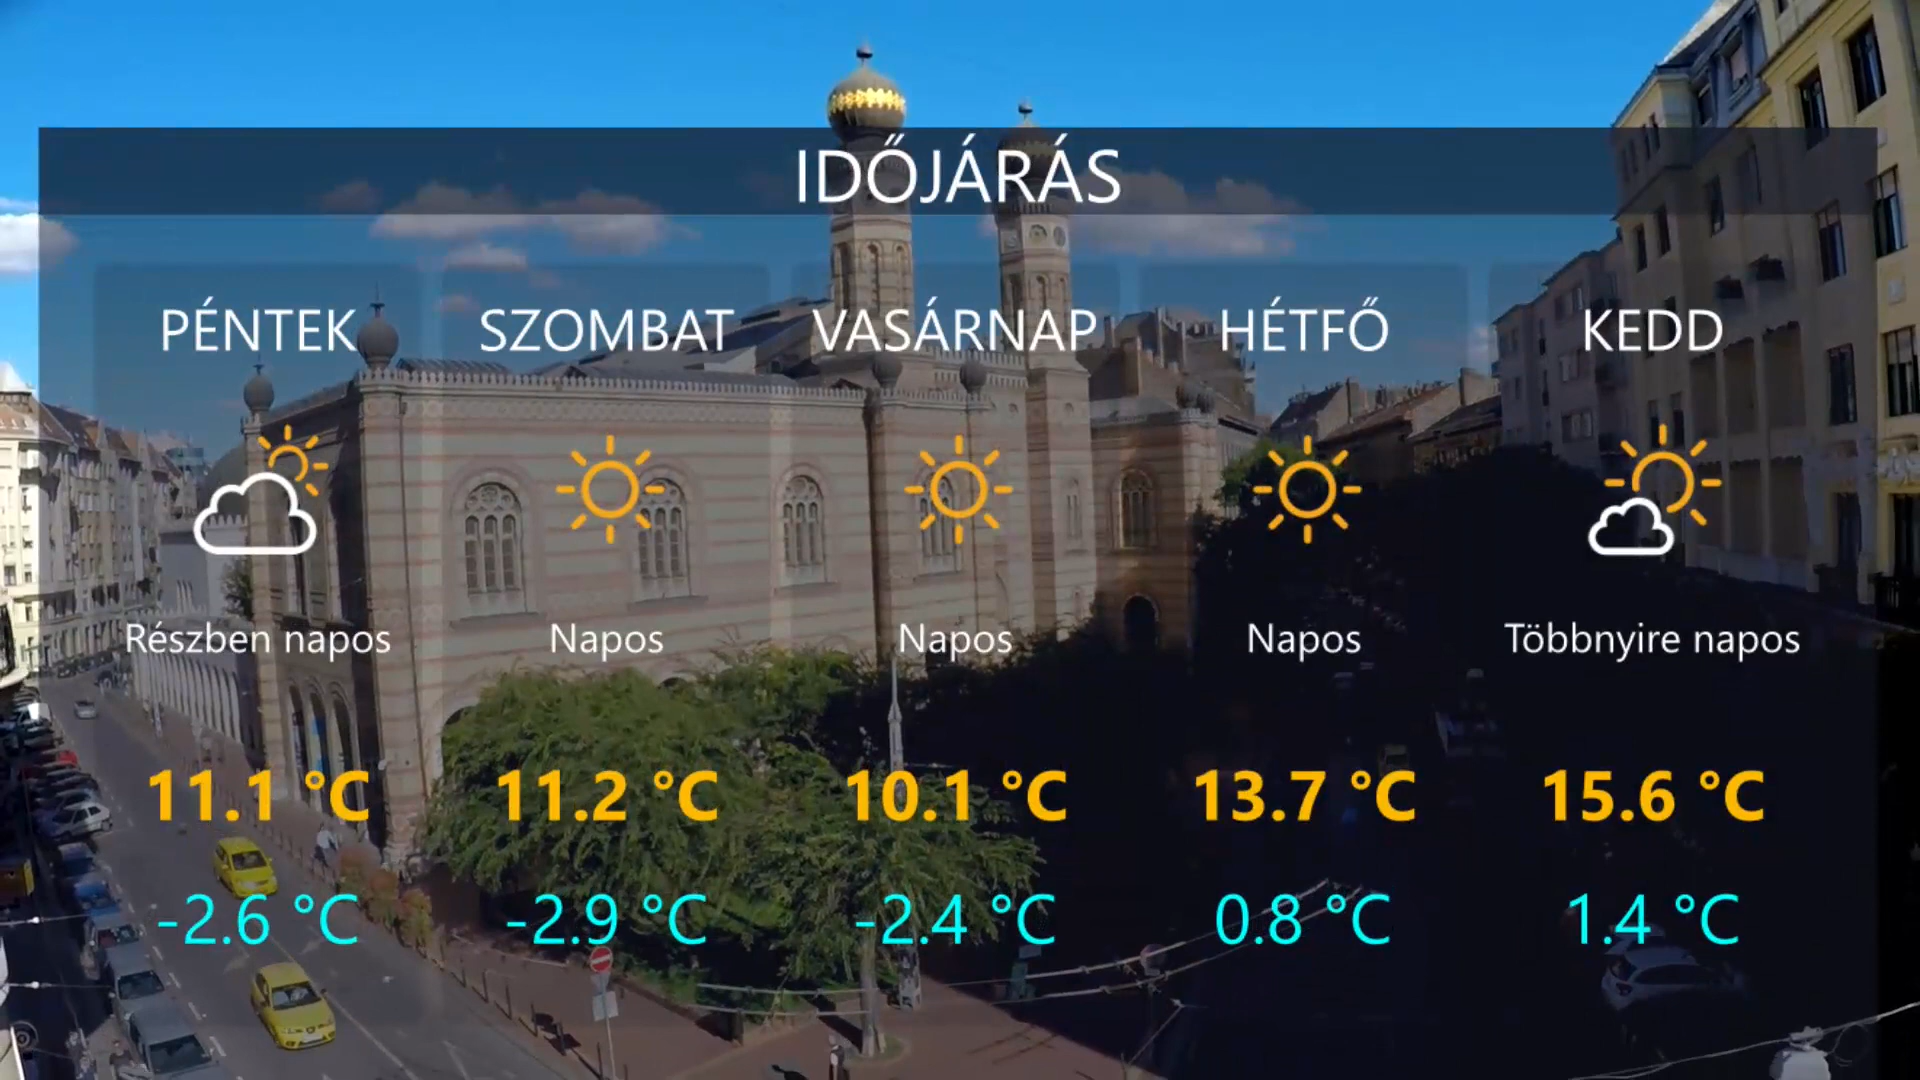 IDŐJÁRÁS
PÉNTEK
Részben napos
11.1 °C
-2.6 °C
SZOMBAT
Napos
11.2 °C
-2.9 °C
VASÁRNAP
Napos
10.1 °C
-2.4 °C
HÉTFŐ
Napos
13.7 °C
0.8 °C
KEDD
Többnyire napos
15.6 °C
1.4 °C